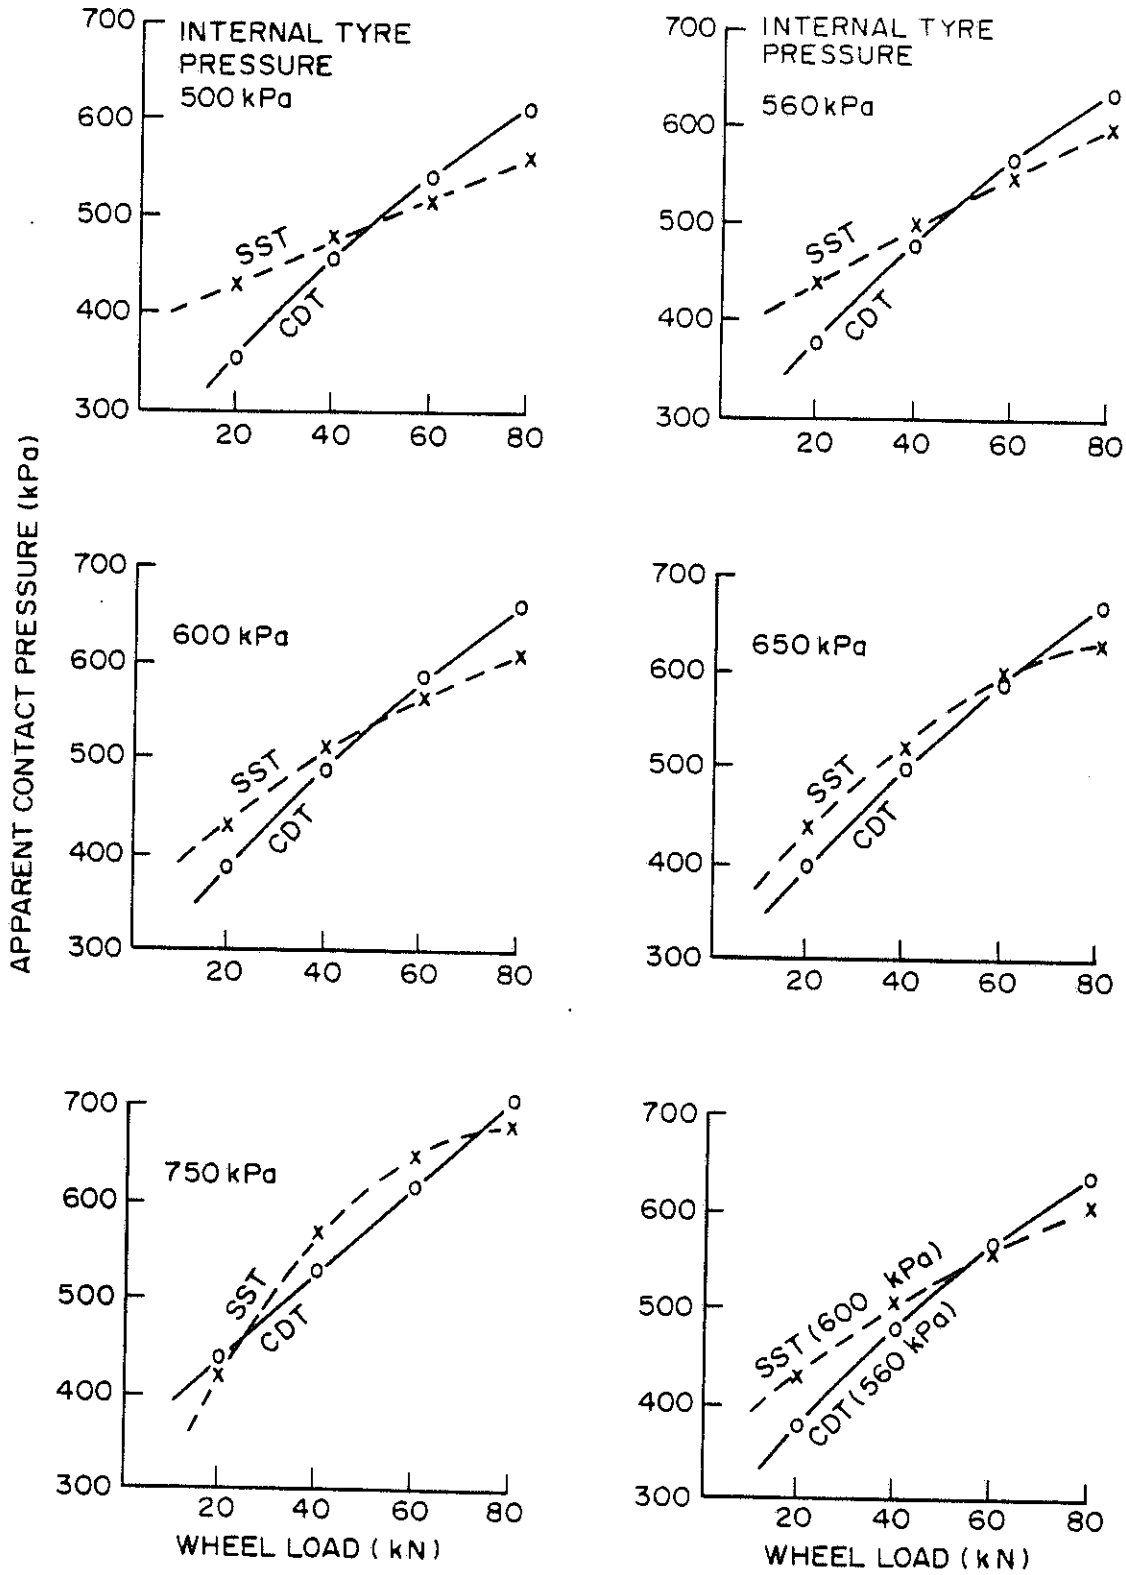 INTERNAL TYRE
PRESSURE
500 kPa
700
600
500
400
300
SST
CDT
20 40 60 80
INTERNAL TYRE
PRESSURE
560 kPa
700
600
500
400
300
SST
CDT
20 40 60 80
APPARENT CONTACT PRESSURE (kPa)
600 kPa
700
600
500
400
300
SST
CDT
20 40 60 80
650 kPa
700
600
500
400
300
SST
CDT
20 40 60 80
750 kPa
700
600
500
400
300
SST
CDT
20 40 60 80
WHEEL LOAD (kN)
700
600
500
400
300
SST (600 kPa)
CDT (560 kPa)
20 40 60 80
WHEEL LOAD (kN)